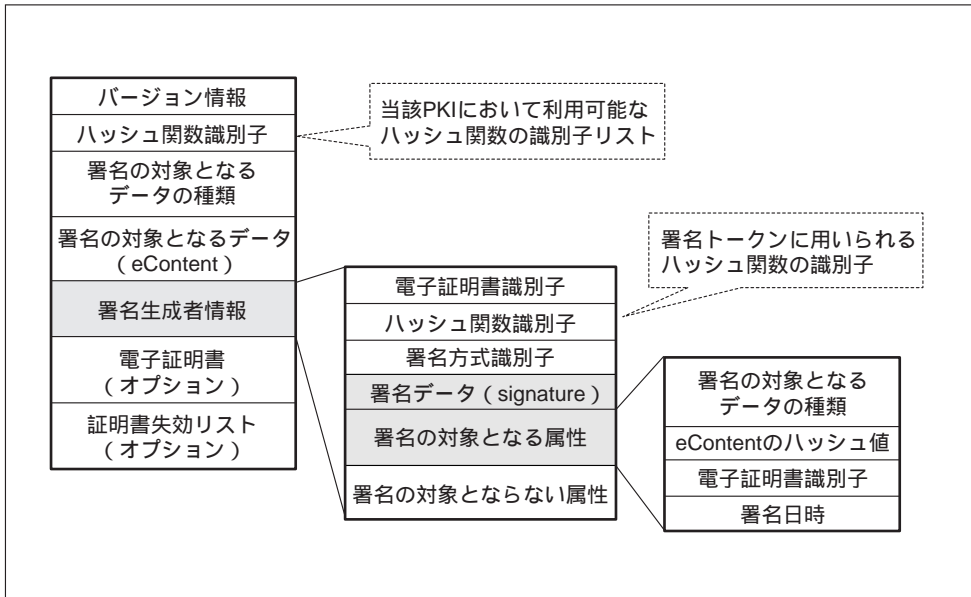 バージョン情報
ハッシュ関数識別子
署名の対象となる
データの種類
署名の対象となるデータ
（eContent）
署名生成者情報
電子証明書
（オプション）
証明書失効リスト
（オプション）
当該PKIにおいて利用可能な
ハッシュ関数の識別子リスト
電子証明書識別子
ハッシュ関数識別子
署名方式識別子
署名データ（signature）
署名の対象となる属性
署名の対象とならない属性
署名トークンに用いられる
ハッシュ関数の識別子
署名の対象となる
データの種類
eContentのハッシュ値
電子証明書識別子
署名日時